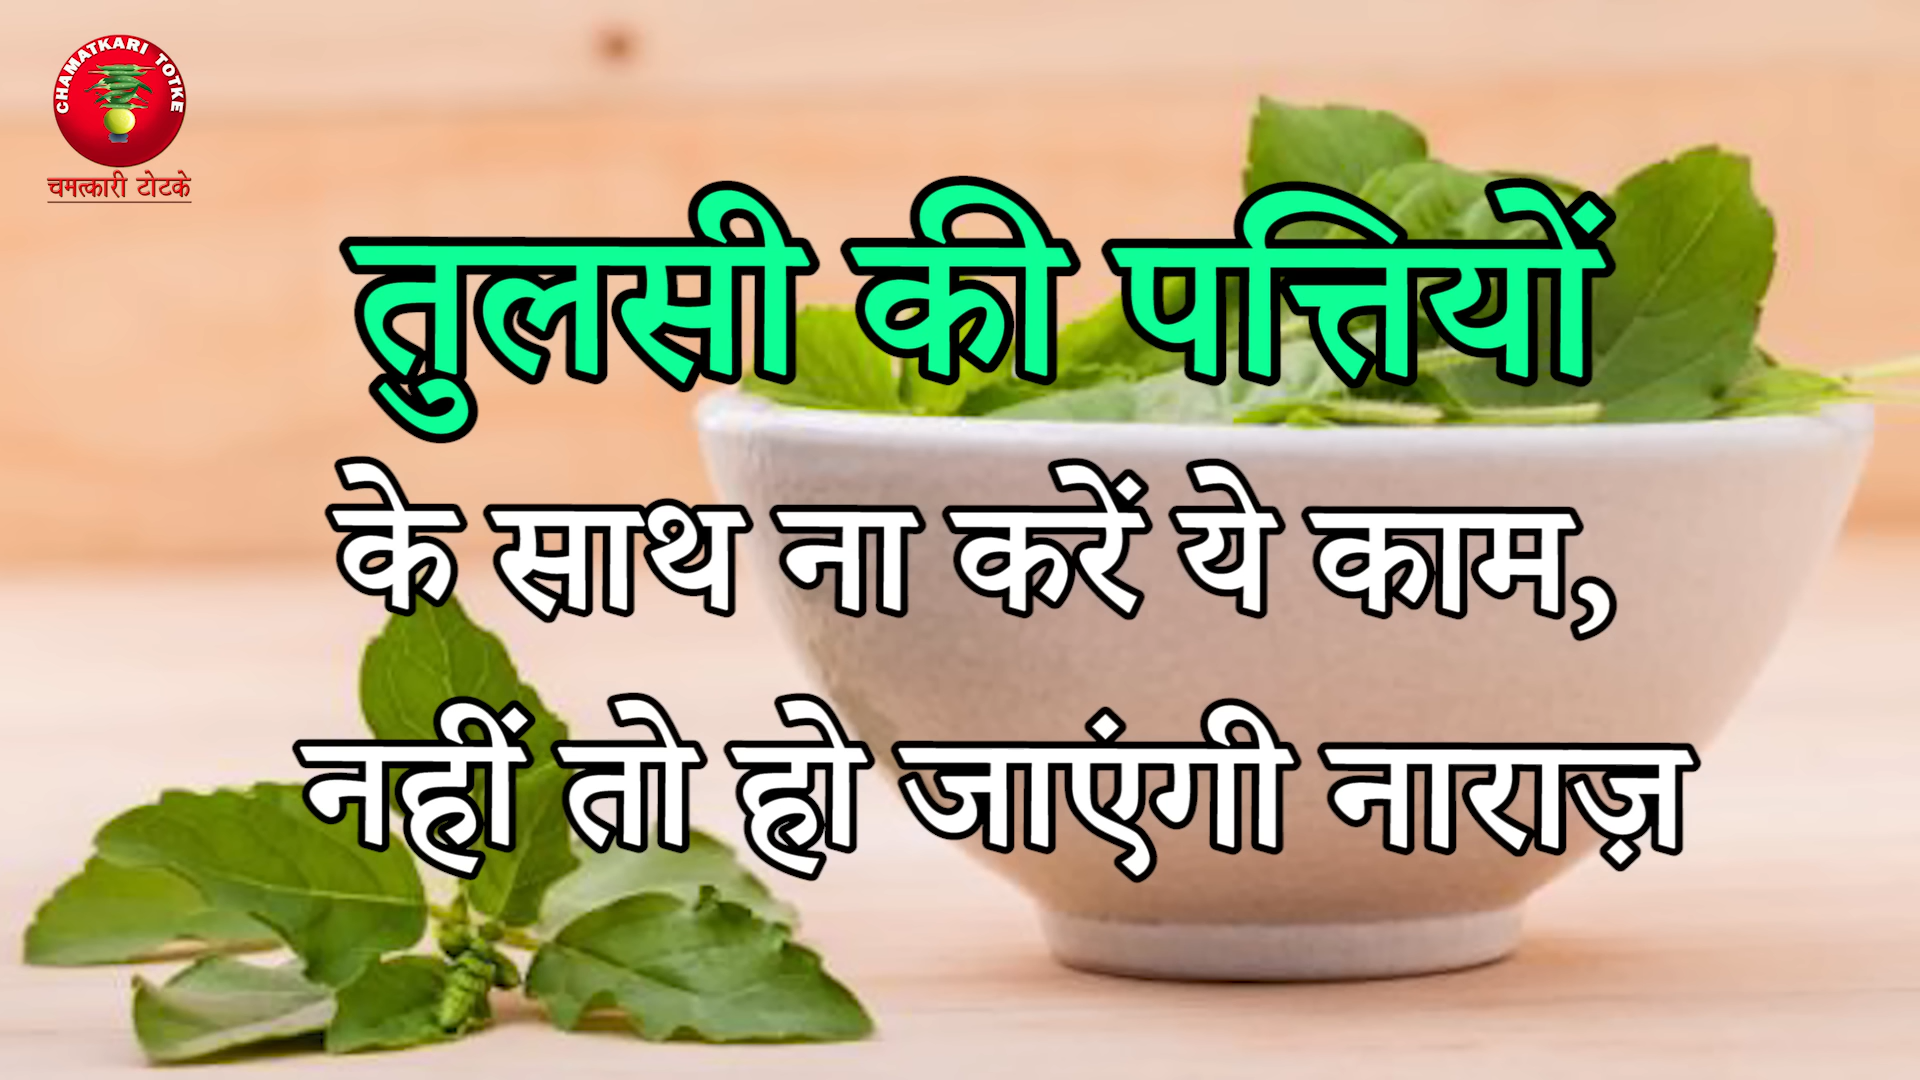 CHAMATKARI TOTKE
चमत्कारी टोटके
तुलसी की पत्तियों
के साथ ना करें ये काम,
नहीं तो हो जाएंगी नाराज़